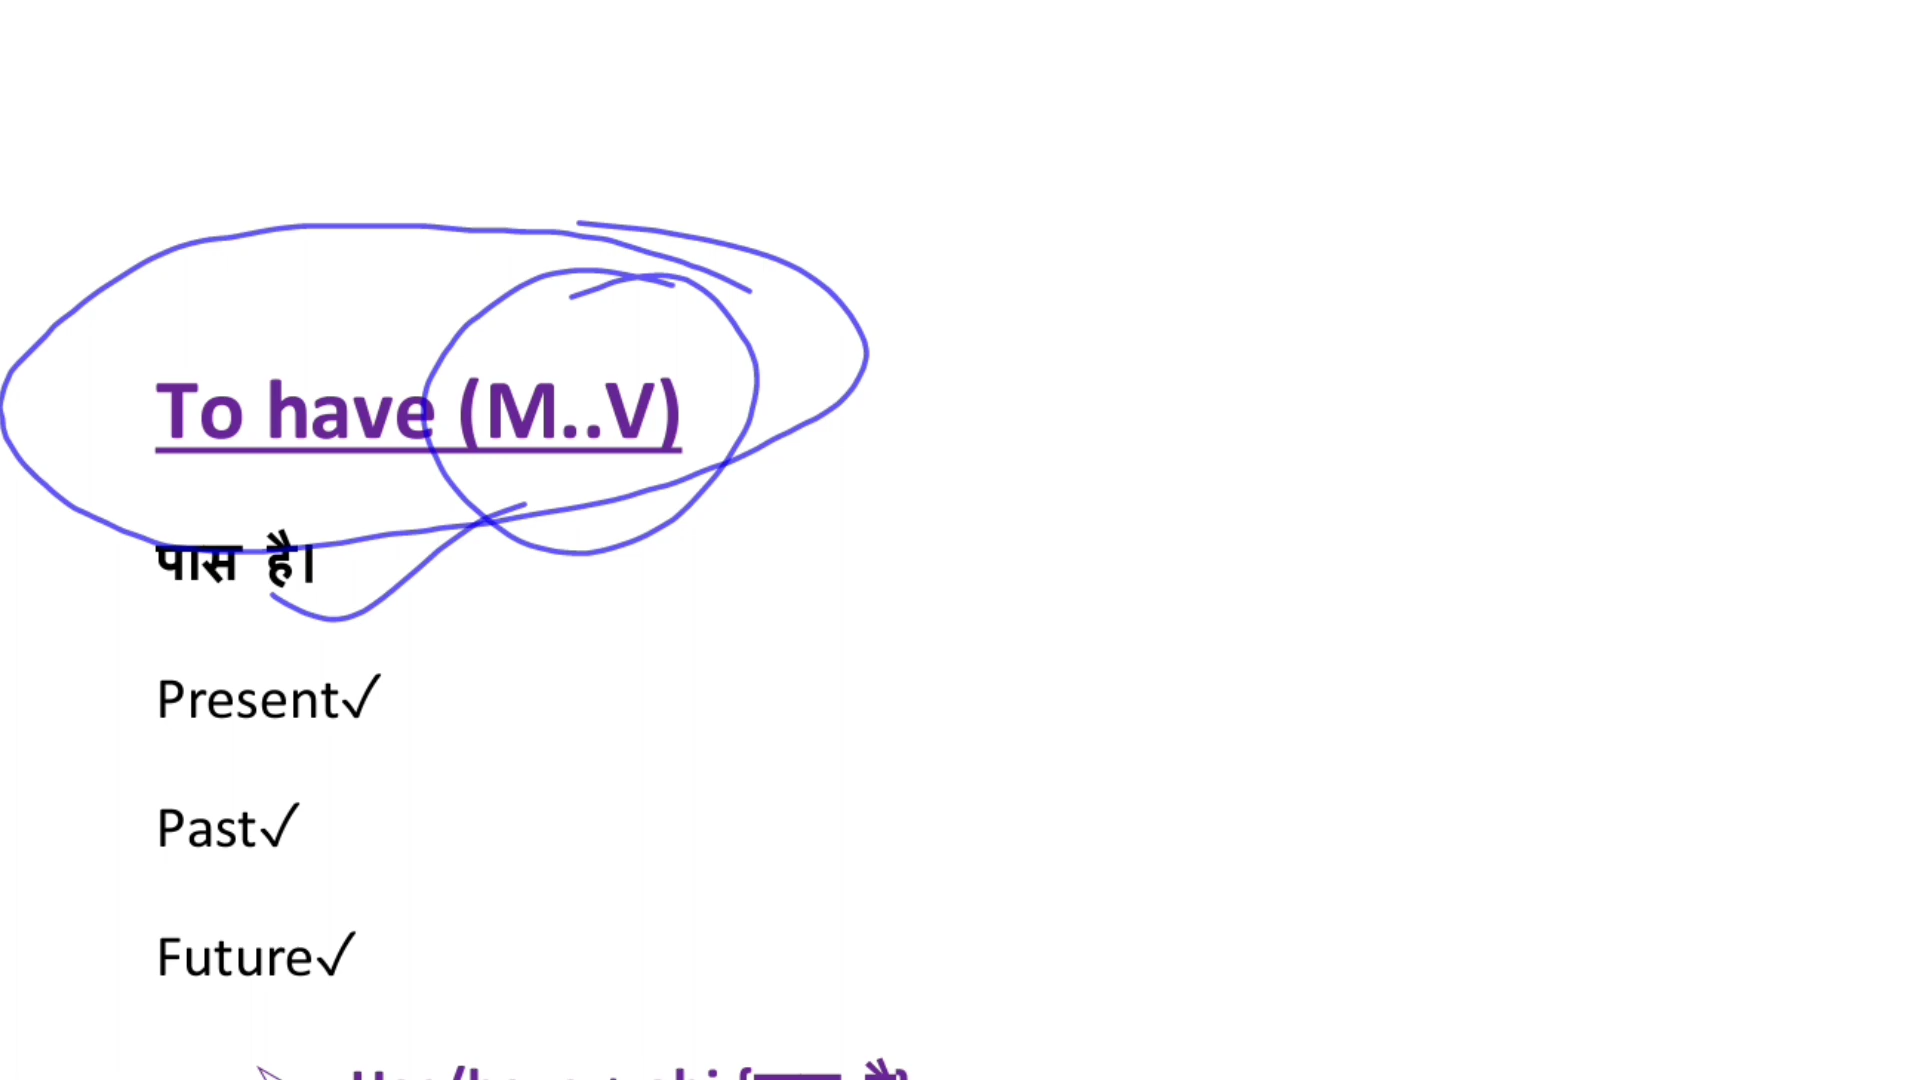 To have (M..V)
पास है।
Present✓
Past✓
Future✓